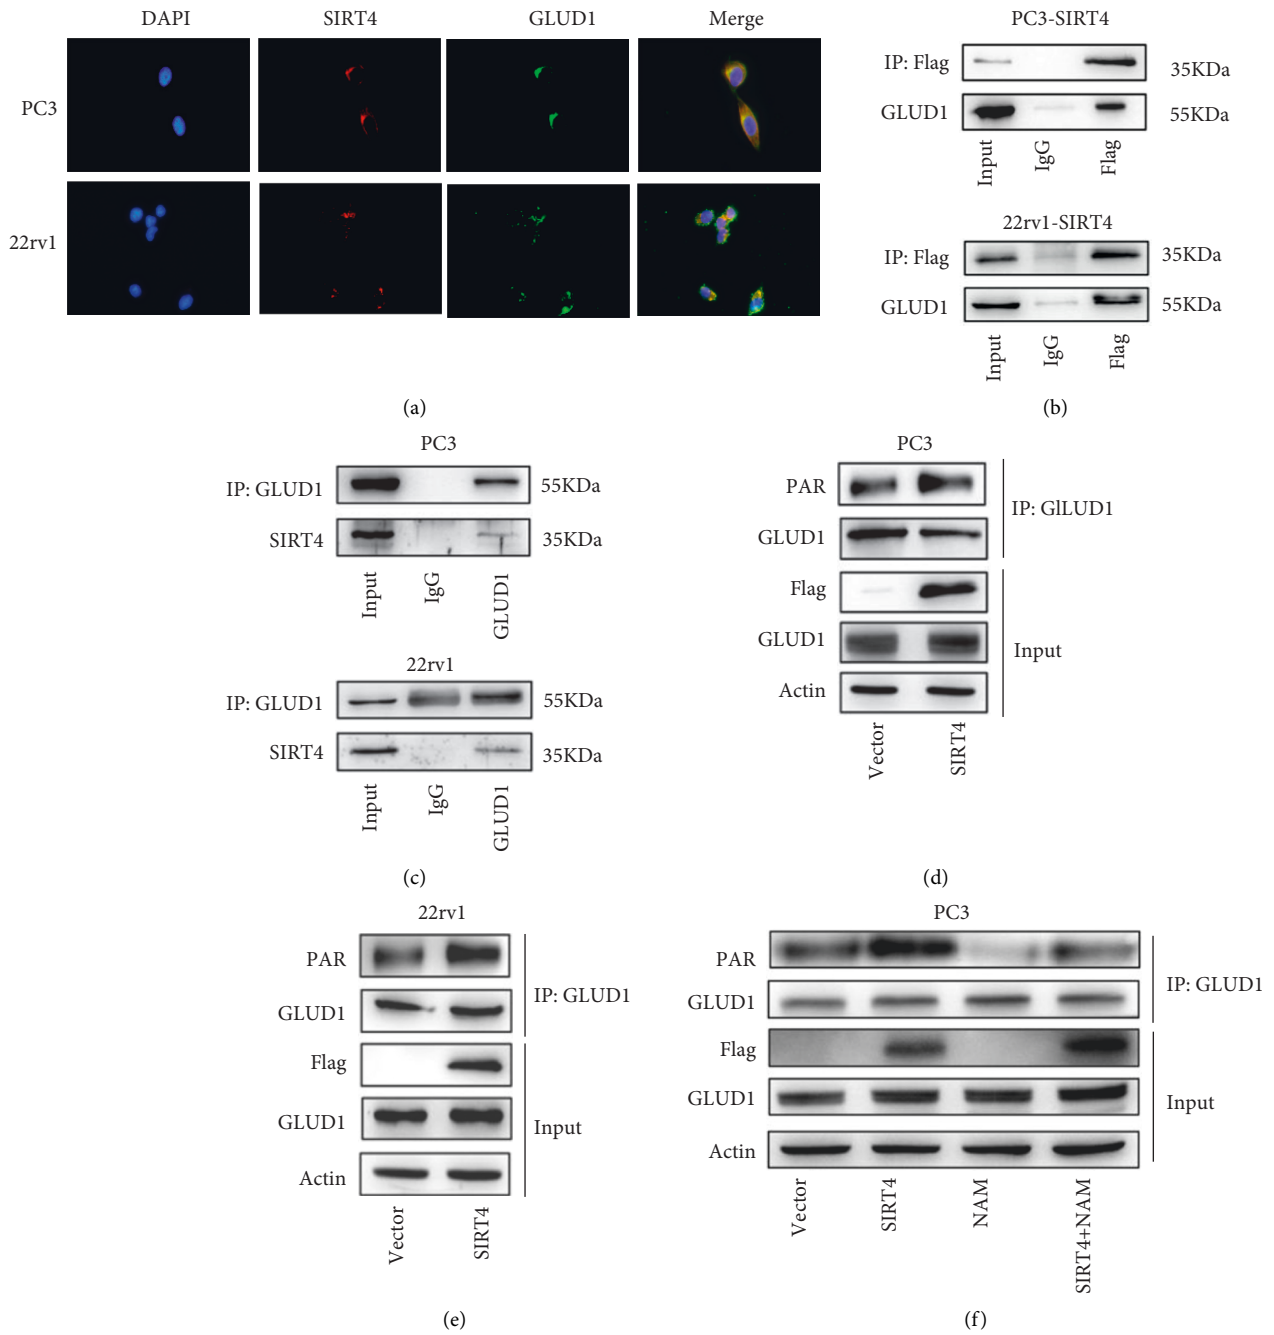 DAPI SIRT4 GLUD1 Merge
PC3
22rv1
(a)
PC3-SIRT4
IP: Flag 35KDa
GLUD1 55KDa
Input IgG Flag
22rv1-SIRT4
IP: Flag 35KDa
GLUD1 55KDa
Input IgG Flag
(b)
PC3
IP: GLUD1 55KDa
SIRT4 35KDa
Input IgG GLUD1
22rv1
IP: GLUD1 55KDa
SIRT4 35KDa
Input IgG GLUD1
(c)
PC3
PAR
GLUD1
IP: GlLUD1
Flag
GLUD1
Actin
Input
Vector SIRT4
(d)
22rv1
PAR
GLUD1
IP: GLUD1
Flag
GLUD1
Actin
Input
Vector SIRT4
(e)
PC3
PAR
GLUD1
IP: GLUD1
Flag
GLUD1
Actin
Input
Vector SIRT4 NAM SIRT4+NAM
(f)